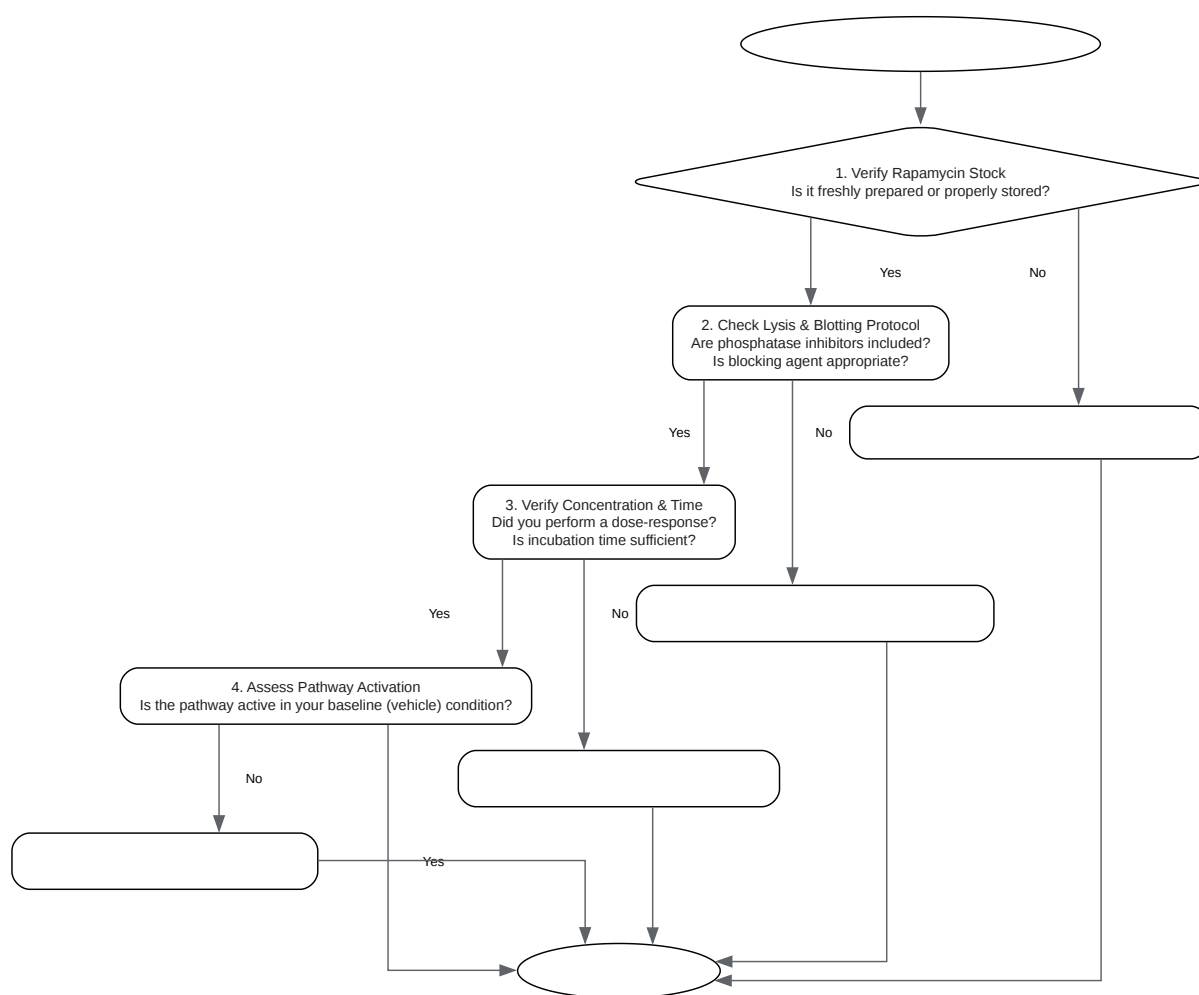 1. Verify Rapamycin Stock
Is it freshly prepared or properly stored?
Yes
No
2. Check Lysis & Blotting Protocol
Are phosphatase inhibitors included?
Is blocking agent appropriate?
Yes
No
3. Verify Concentration & Time
Did you perform a dose-response?
Is incubation time sufficient?
Yes
No
4. Assess Pathway Activation
Is the pathway active in your baseline (vehicle) condition?
No
Yes